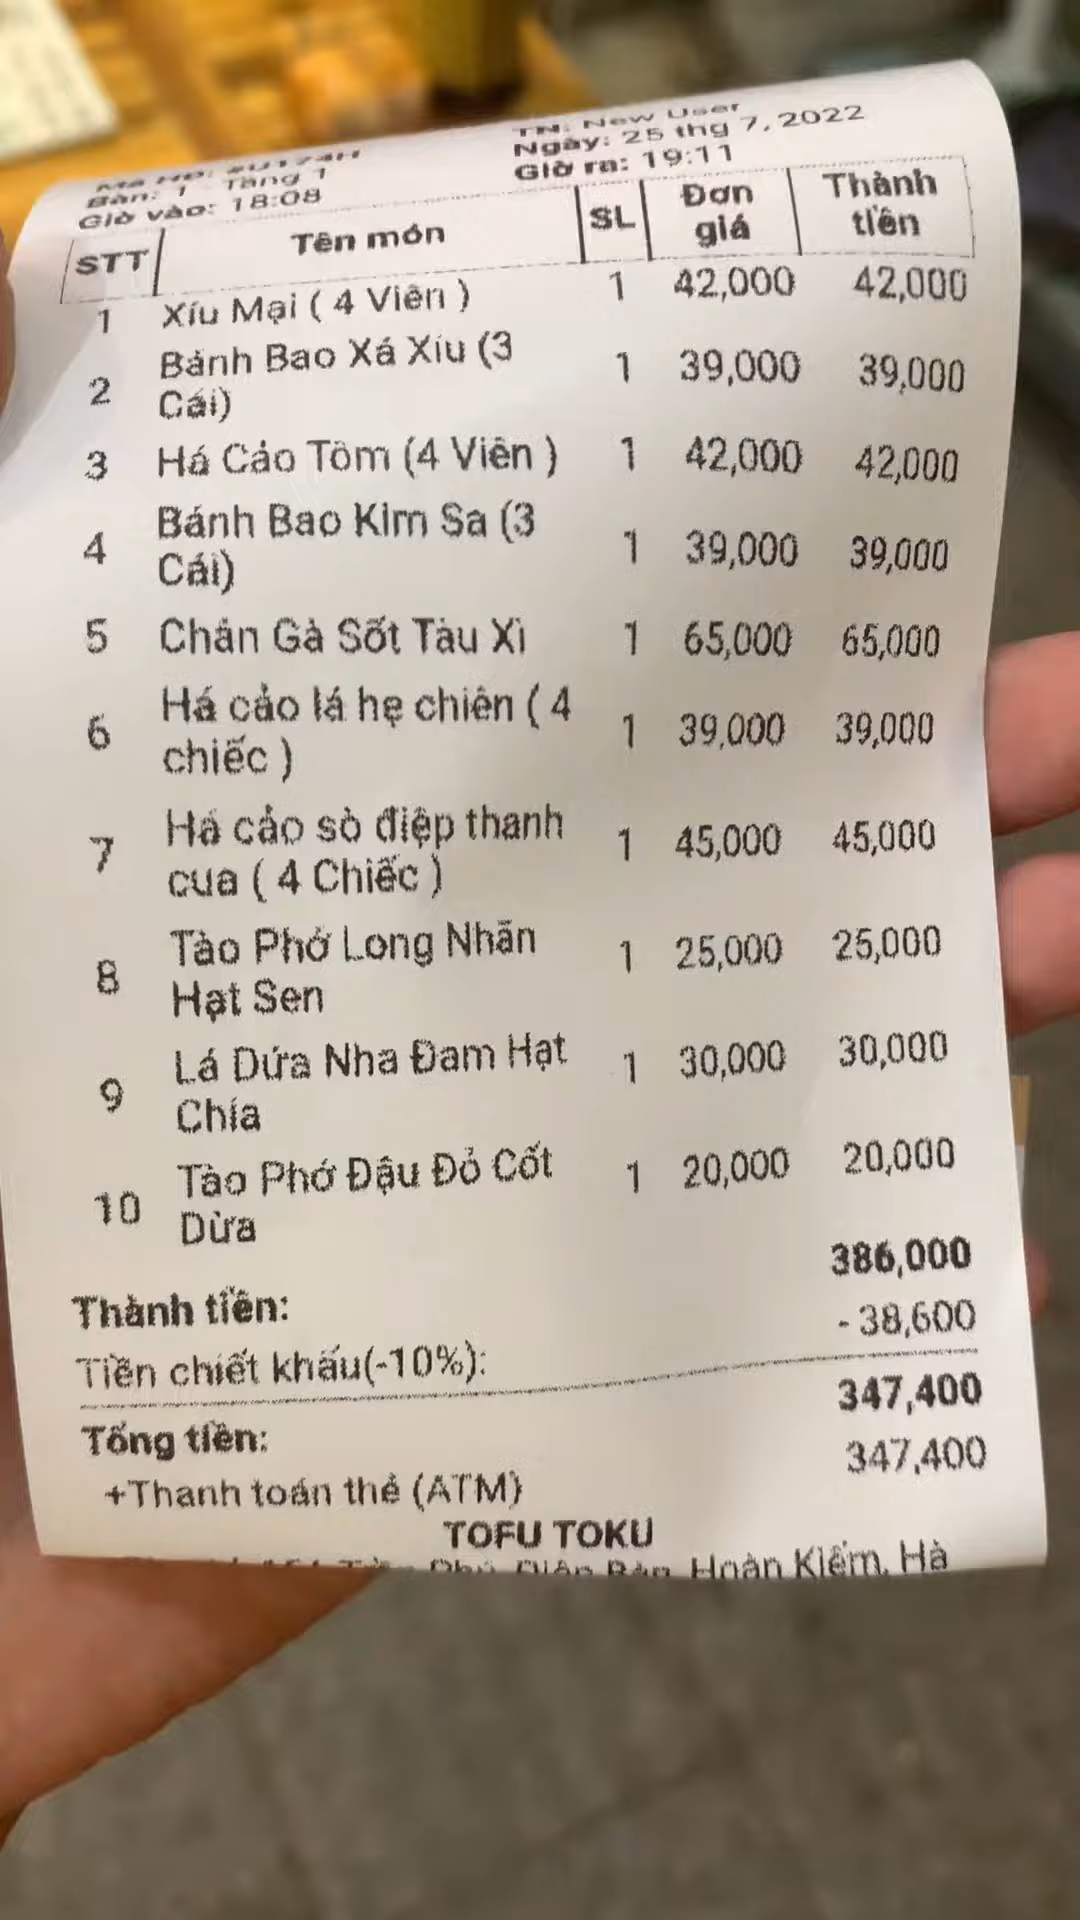 TN: New User
Mã HĐ:
Ngày: 25 thg 7, 2022
Bàn: 1 - Tầng 1
Giờ ra: 19:11
Giờ vào: 18:08
STT Tên món SL Đơn giá Thành tiền
1 Xíu Mại ( 4 Viên ) 1 42,000 42,000
2 Bánh Bao Xá Xíu (3 1 39,000 39,000
Cái)
3 Há Cảo Tôm (4 Viên ) 1 42,000 42,000
4 Bánh Bao Kim Sa (3 1 39,000 39,000
Cái)
5 Chân Gà Sốt Tàu Xì 1 65,000 65,000
6 Há cảo lá hẹ chiên ( 4 1 39,000 39,000
chiếc )
7 Há cảo sò điệp thanh 1 45,000 45,000
cua ( 4 Chiếc )
8 Tào Phớ Long Nhãn 1 25,000 25,000
Hạt Sen
9 Lá Dứa Nha Đam Hạt 1 30,000 30,000
Chía
10 Tào Phớ Đậu Đỏ Cốt 1 20,000 20,000
Dừa
Thành tiền: 386,000
Tiền chiết khấu(-10%): - 38,600
Tổng tiền: 347,400
+Thanh toán thẻ (ATM) 347,400
TOFU TOKU
Phú, Điện Bàn, Hoàn Kiếm, Hà